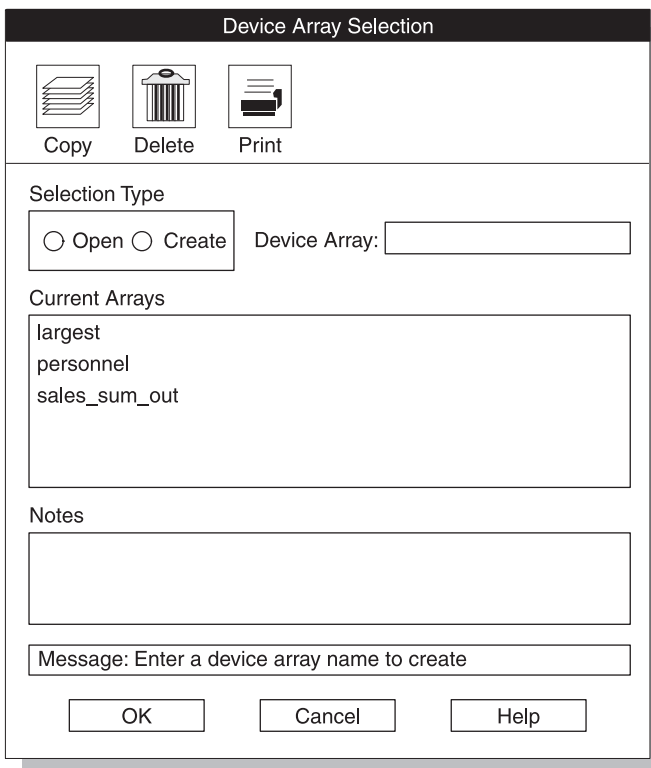 Device Array Selection
Copy Delete Print
Selection Type
Open Create Device Array:
Current Arrays
largest
personnel
sales_sum_out
Notes
Message: Enter a device array name to create
OK Cancel Help